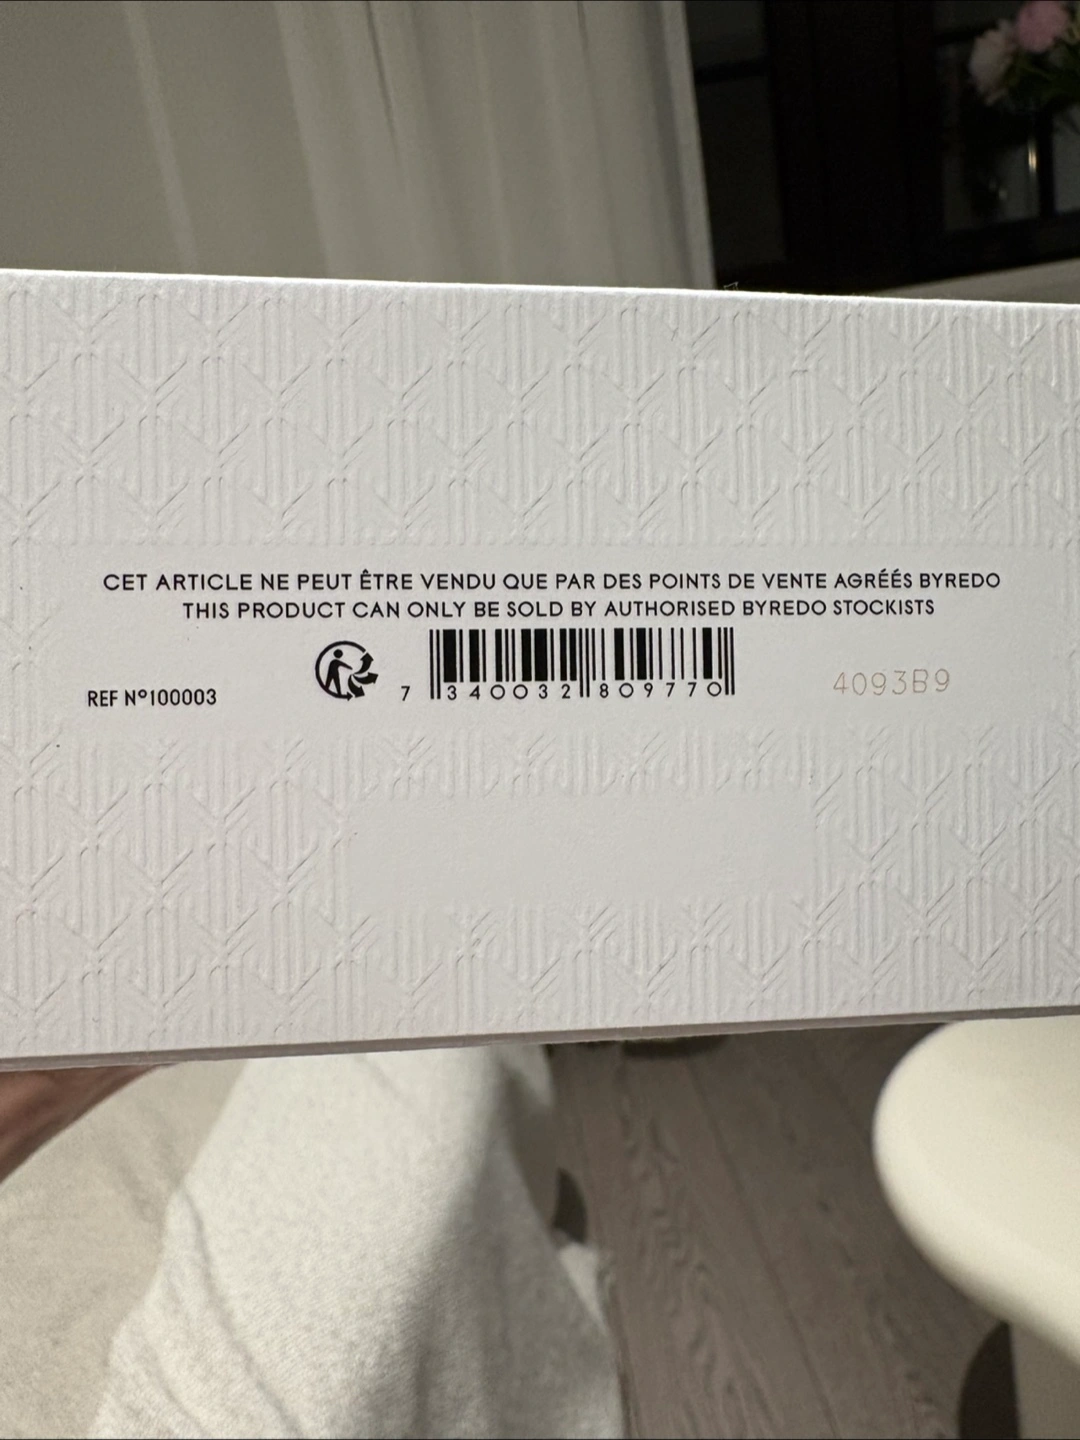 CET ARTICLE NE PEUT ÊTRE VENDU QUE PAR DES POINTS DE VENTE AGRÉÉS BYREDO
THIS PRODUCT CAN ONLY BE SOLD BY AUTHORISED BYREDO STOCKISTS
REF Nº100003
7 340032 809770
4093B9